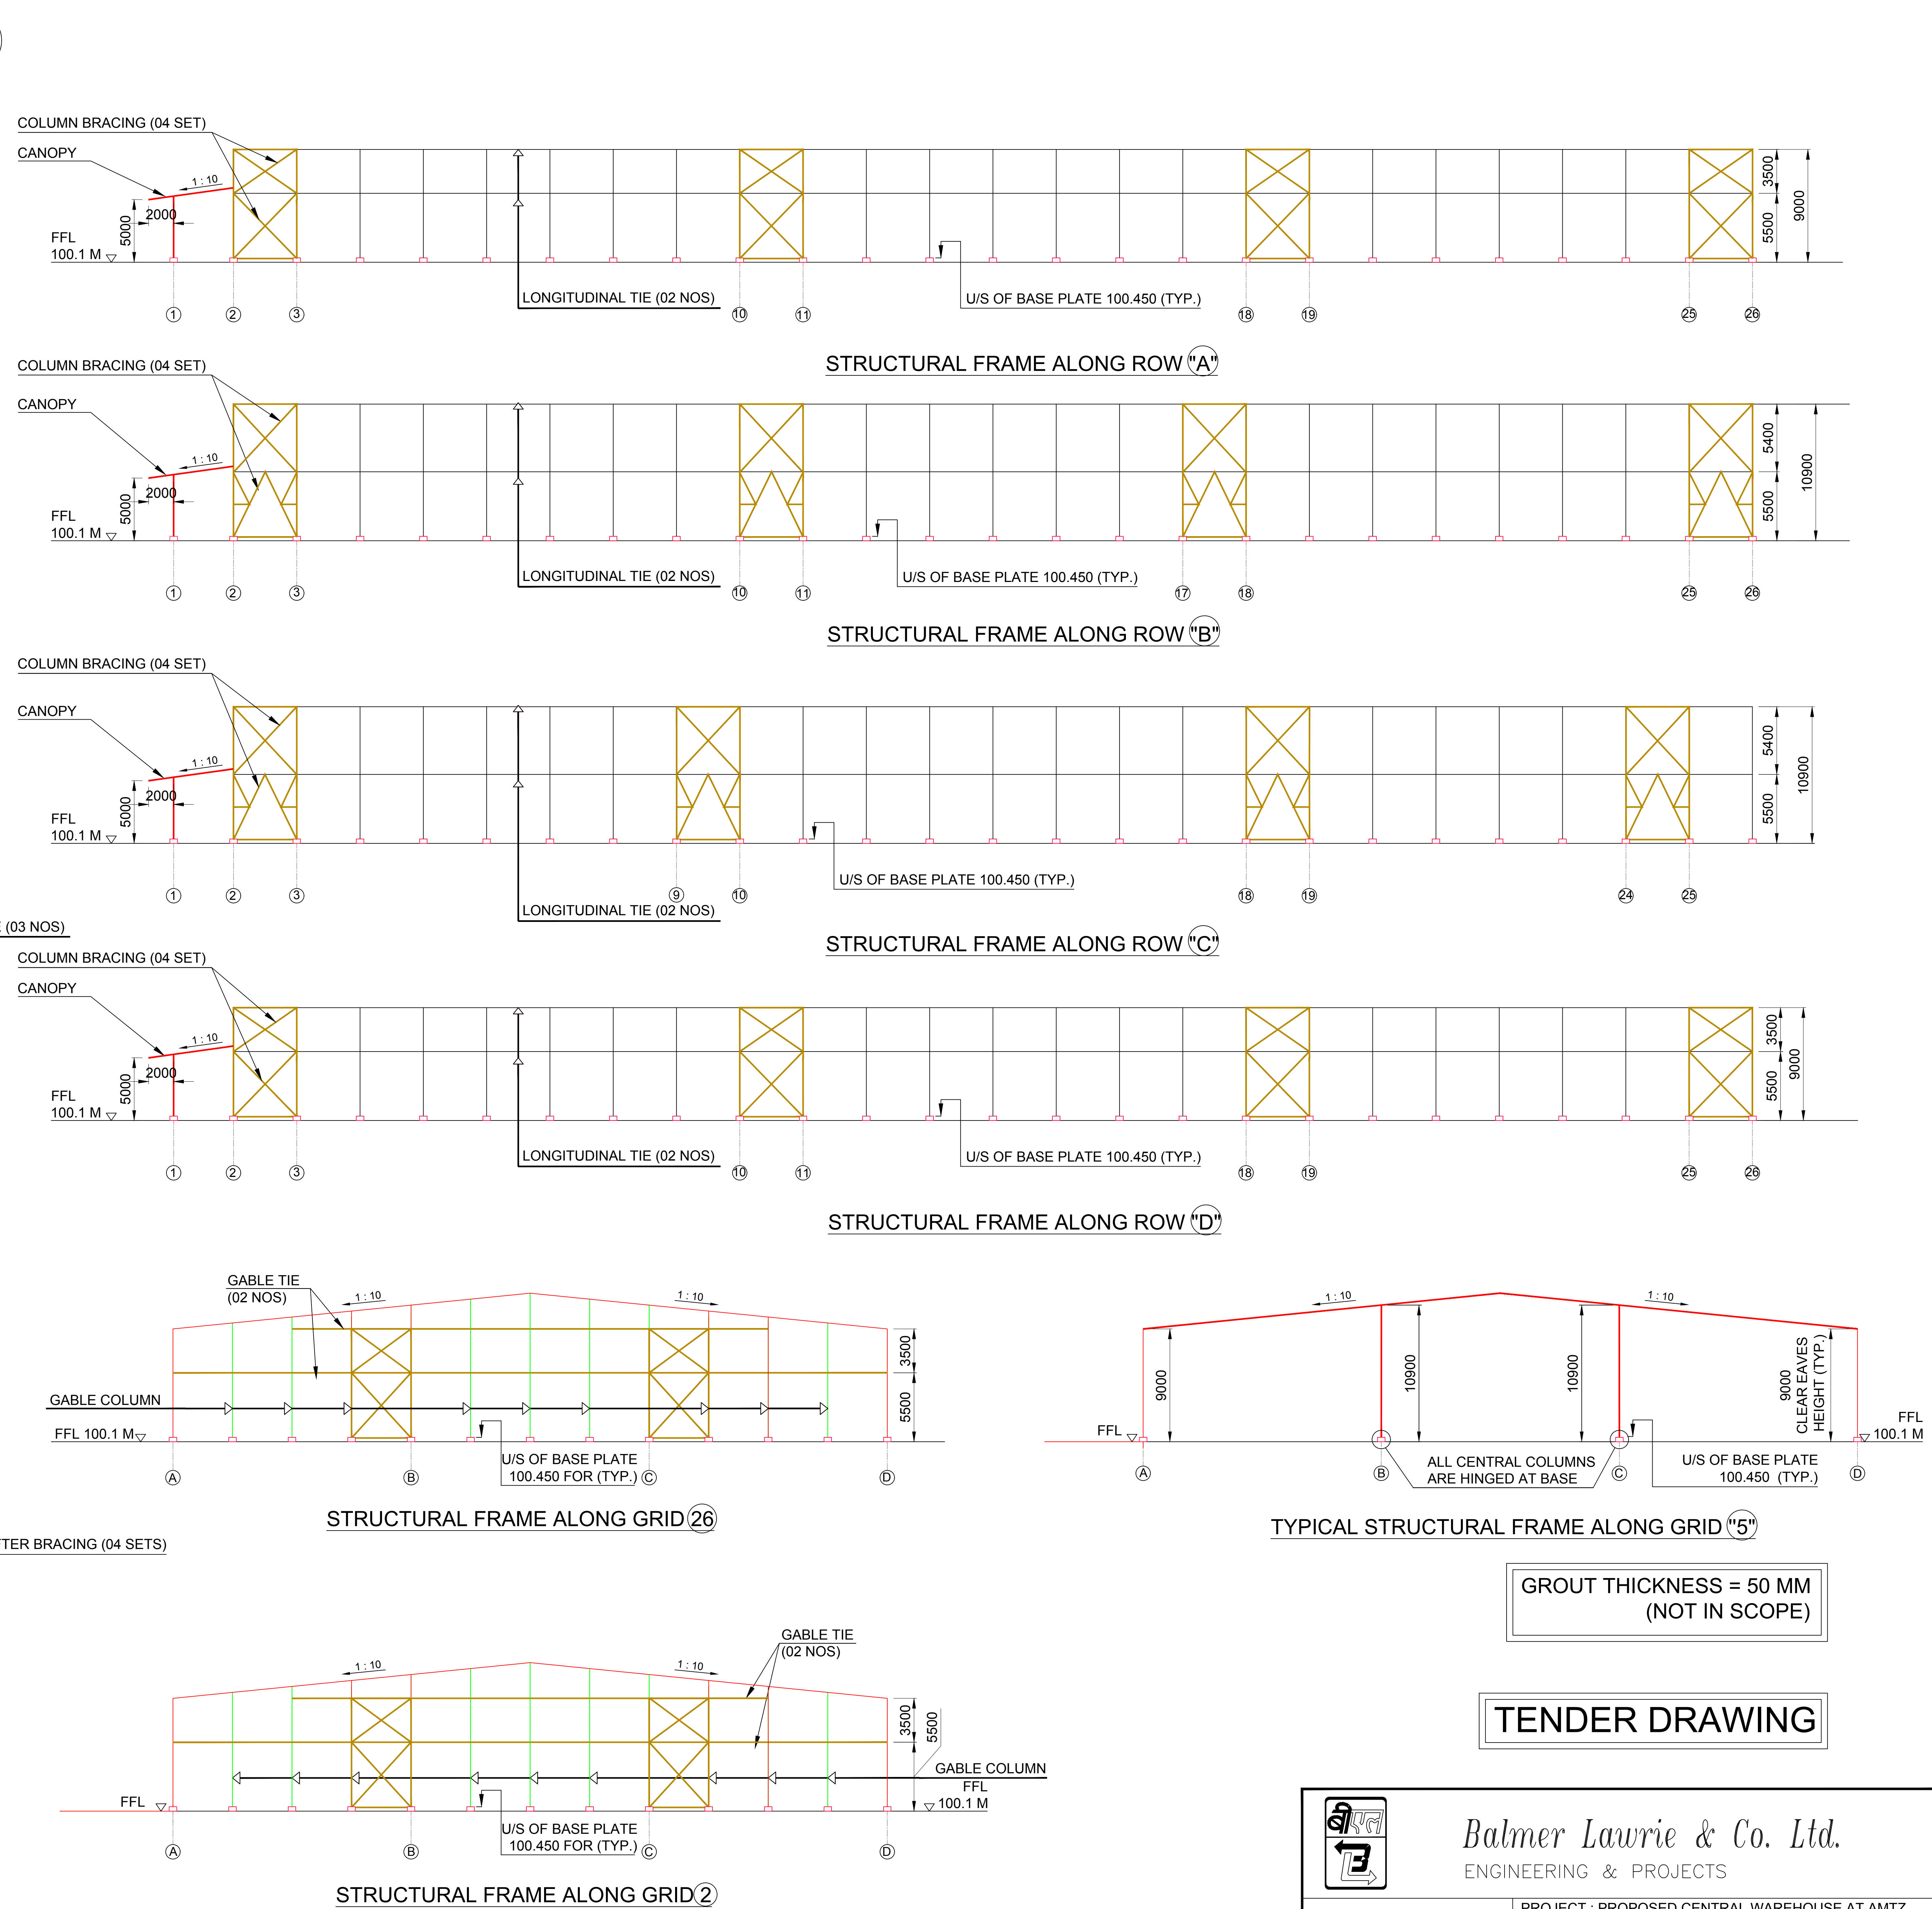 COLUMN BRACING (04 SET)
CANOPY
1 : 10
2000
5000
FFL
100.1 M
3500
5500
9000
LONGITUDINAL TIE (02 NOS)
U/S OF BASE PLATE 100.450 (TYP.)
1 2 3 10 11 18 19 25 26
STRUCTURAL FRAME ALONG ROW "A"
COLUMN BRACING (04 SET)
CANOPY
1 : 10
2000
5000
FFL
100.1 M
5400
5500
10900
LONGITUDINAL TIE (02 NOS)
U/S OF BASE PLATE 100.450 (TYP.)
1 2 3 10 11 17 18 25 26
STRUCTURAL FRAME ALONG ROW "B"
COLUMN BRACING (04 SET)
CANOPY
1 : 10
2000
5000
FFL
100.1 M
5400
5500
10900
U/S OF BASE PLATE 100.450 (TYP.)
1 2 3 9 10 18 19 24 25
LONGITUDINAL TIE (02 NOS)
(03 NOS)
STRUCTURAL FRAME ALONG ROW "C"
COLUMN BRACING (04 SET)
CANOPY
1 : 10
2000
5000
FFL
100.1 M
3500
5500
9000
LONGITUDINAL TIE (02 NOS)
U/S OF BASE PLATE 100.450 (TYP.)
1 2 3 10 11 18 19 25 26
STRUCTURAL FRAME ALONG ROW "D"
GABLE TIE
(02 NOS)
1 : 10
1 : 10
3500
5500
GABLE COLUMN
FFL 100.1 M
U/S OF BASE PLATE
100.450 FOR (TYP.)
A B C D
STRUCTURAL FRAME ALONG GRID 26
1 : 10
1 : 10
9000
10900
10900
9000
CLEAR EAVES
HEIGHT (TYP.)
FFL
FFL
100.1 M
ALL CENTRAL COLUMNS
ARE HINGED AT BASE
U/S OF BASE PLATE
100.450 (TYP.)
A B C D
TYPICAL STRUCTURAL FRAME ALONG GRID "5"
TER BRACING (04 SETS)
GROUT THICKNESS = 50 MM
(NOT IN SCOPE)
GABLE TIE
(02 NOS)
1 : 10
1 : 10
3500
5500
GABLE COLUMN
FFL
FFL
100.1 M
U/S OF BASE PLATE
100.450 FOR (TYP.)
A B C D
STRUCTURAL FRAME ALONG GRID 2
TENDER DRAWING
बीएल
BL
Balmer Lawrie & Co. Ltd.
ENGINEERING & PROJECTS
PROJECT : PROPOSED CENTRAL WAREHOUSE AT AMTZ